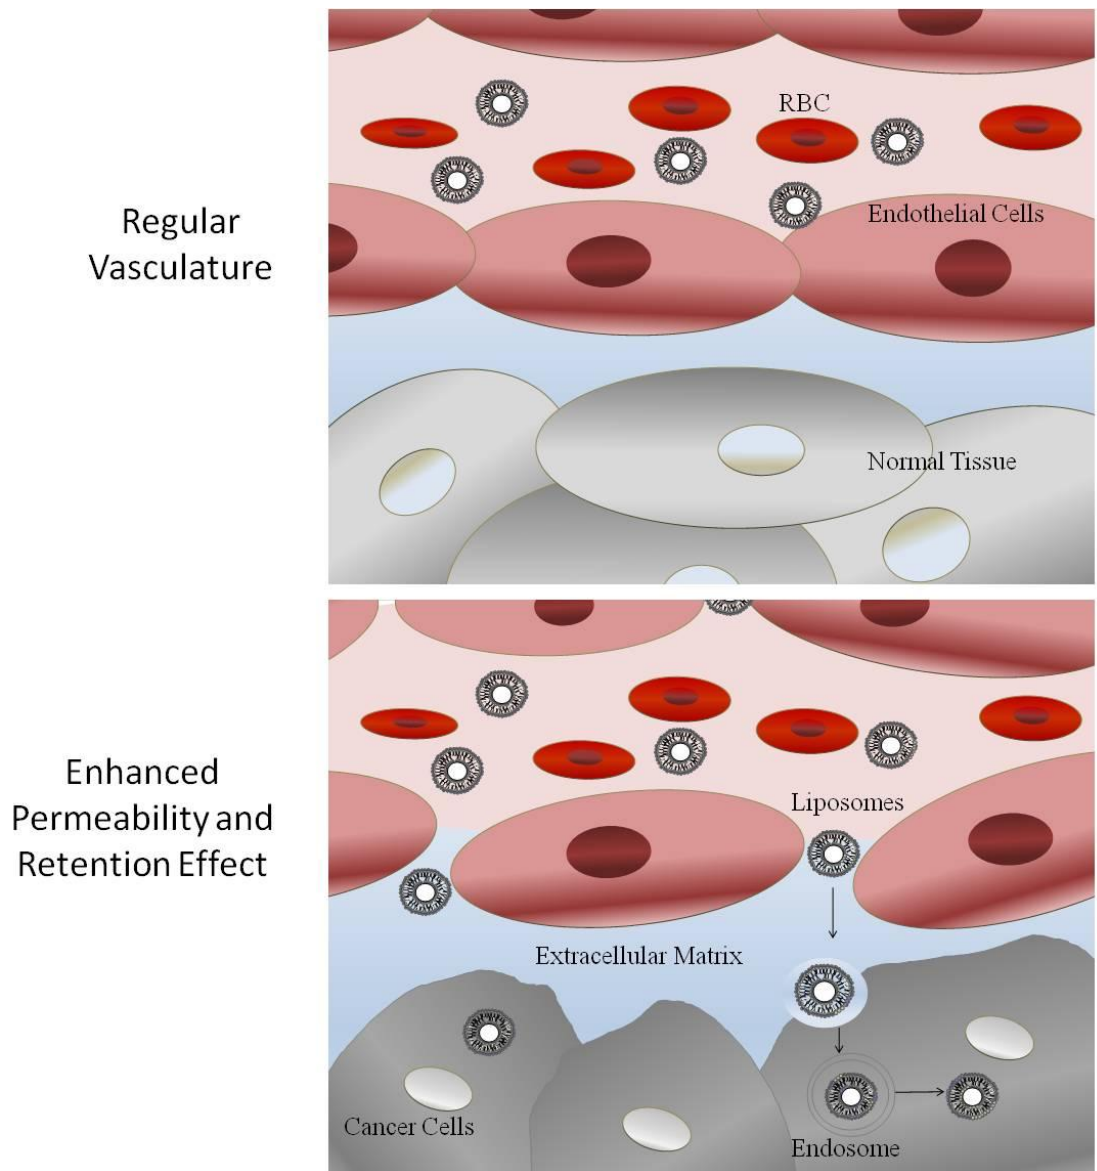 Regular
Vasculature
RBC
Endothelial Cells
Normal Tissue
Enhanced
Permeability and
Retention Effect
Liposomes
Extracellular Matrix
Cancer Cells
Endosome